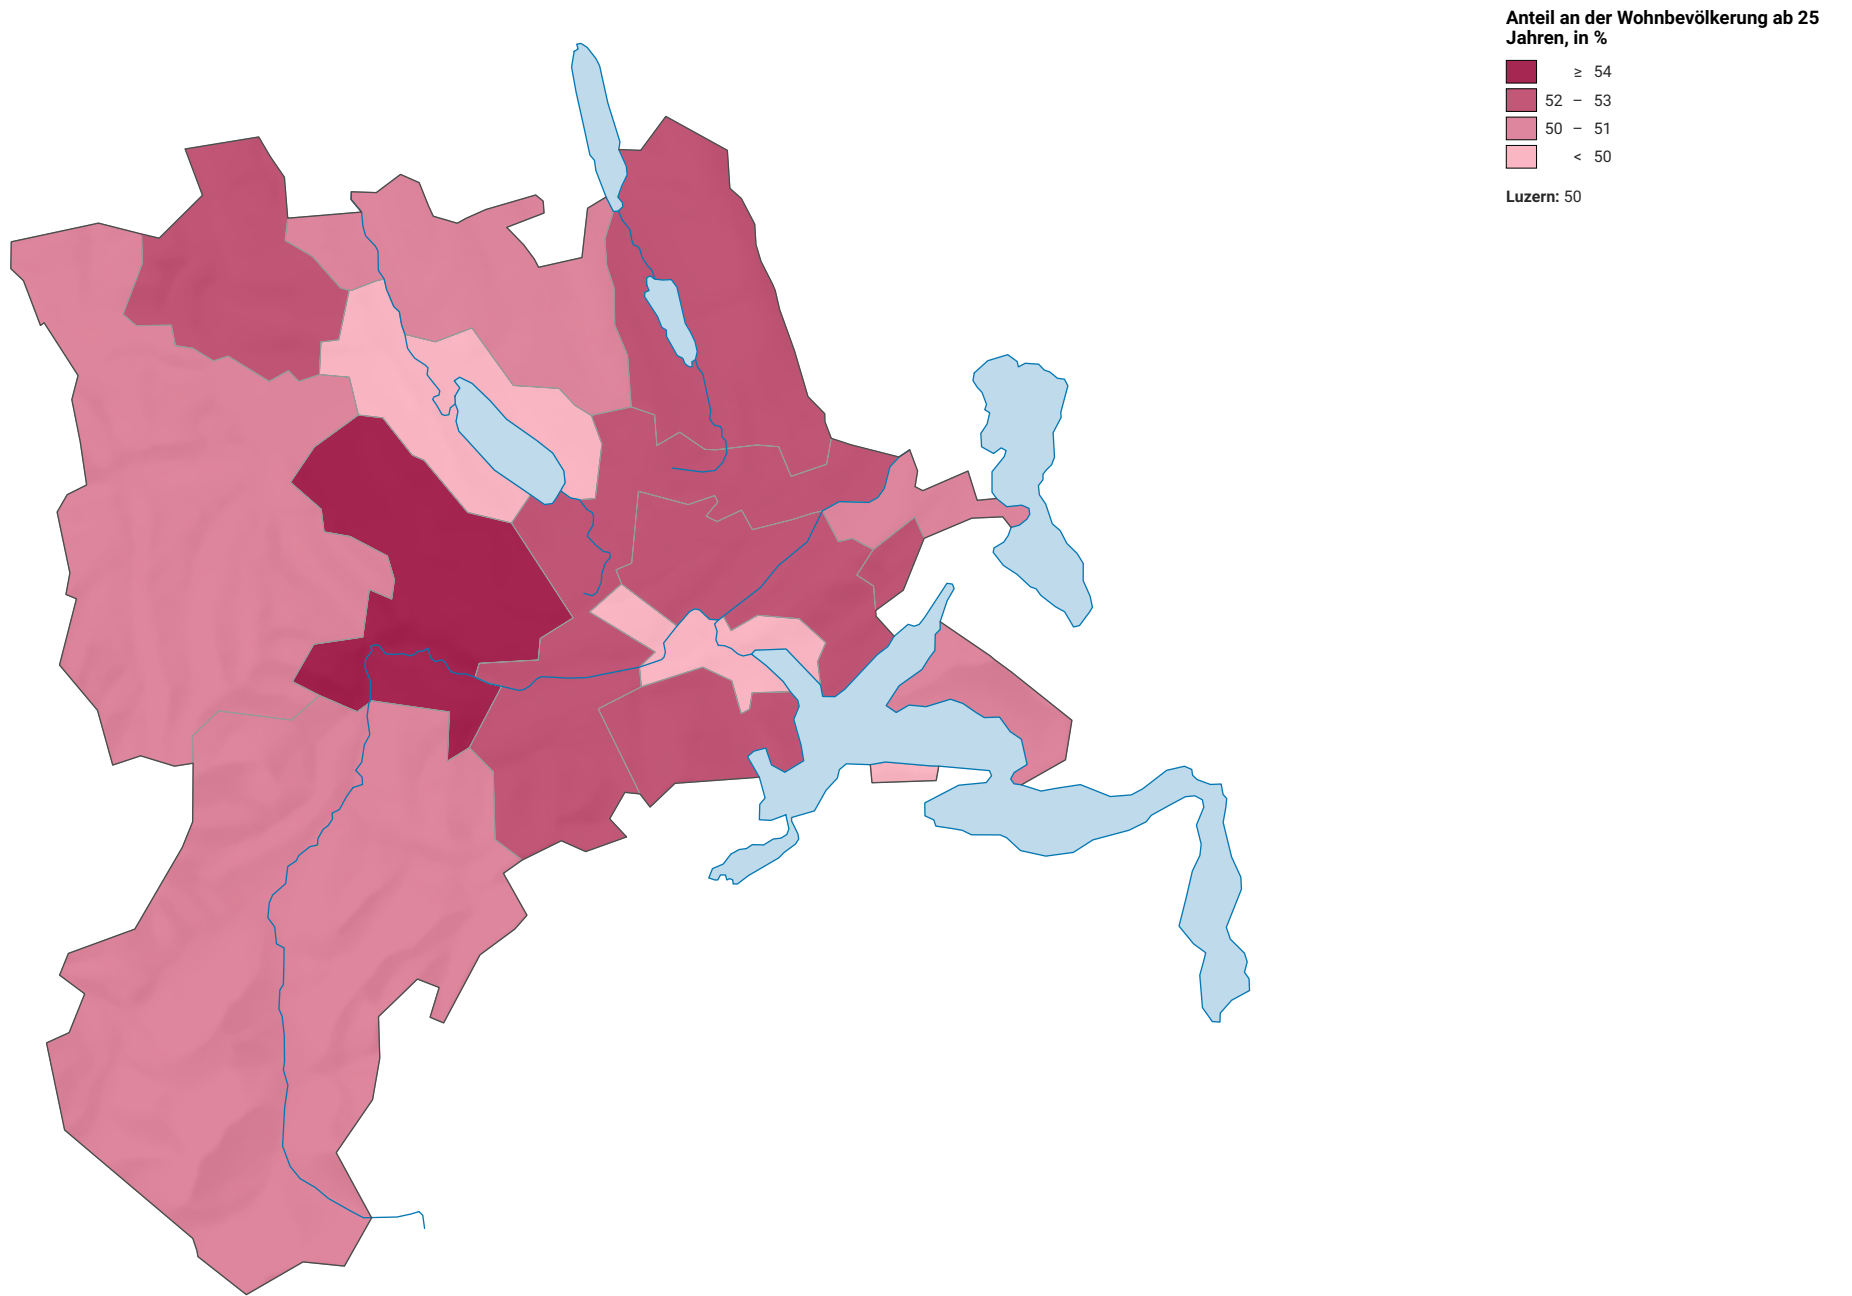 Anteil an der Wohnbevölkerung ab 25
Jahren, in %
≥ 54
52 – 53
50 – 51
< 50
Luzern: 50